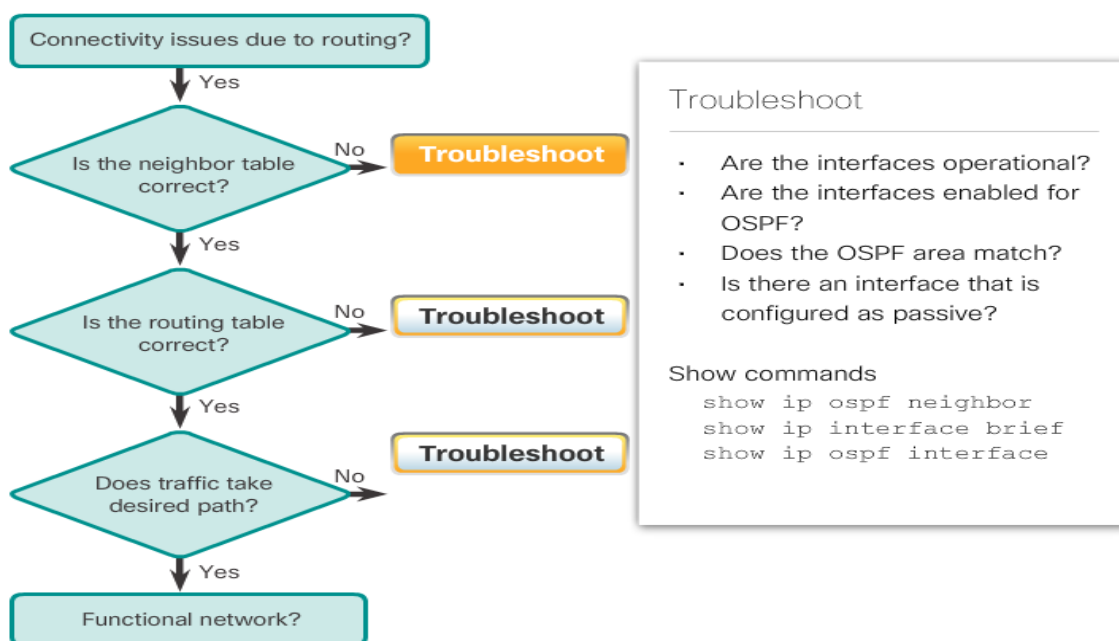 Connectivity issues due to routing?
Yes
Is the neighbor table
correct?
No
Troubleshoot
Yes
Is the routing table
correct?
No
Troubleshoot
Yes
Does traffic take
desired path?
No
Troubleshoot
Yes
Functional network?
Troubleshoot
· Are the interfaces operational?
· Are the interfaces enabled for
OSPF?
· Does the OSPF area match?
· Is there an interface that is
configured as passive?
Show commands
show ip ospf neighbor
show ip interface brief
show ip ospf interface